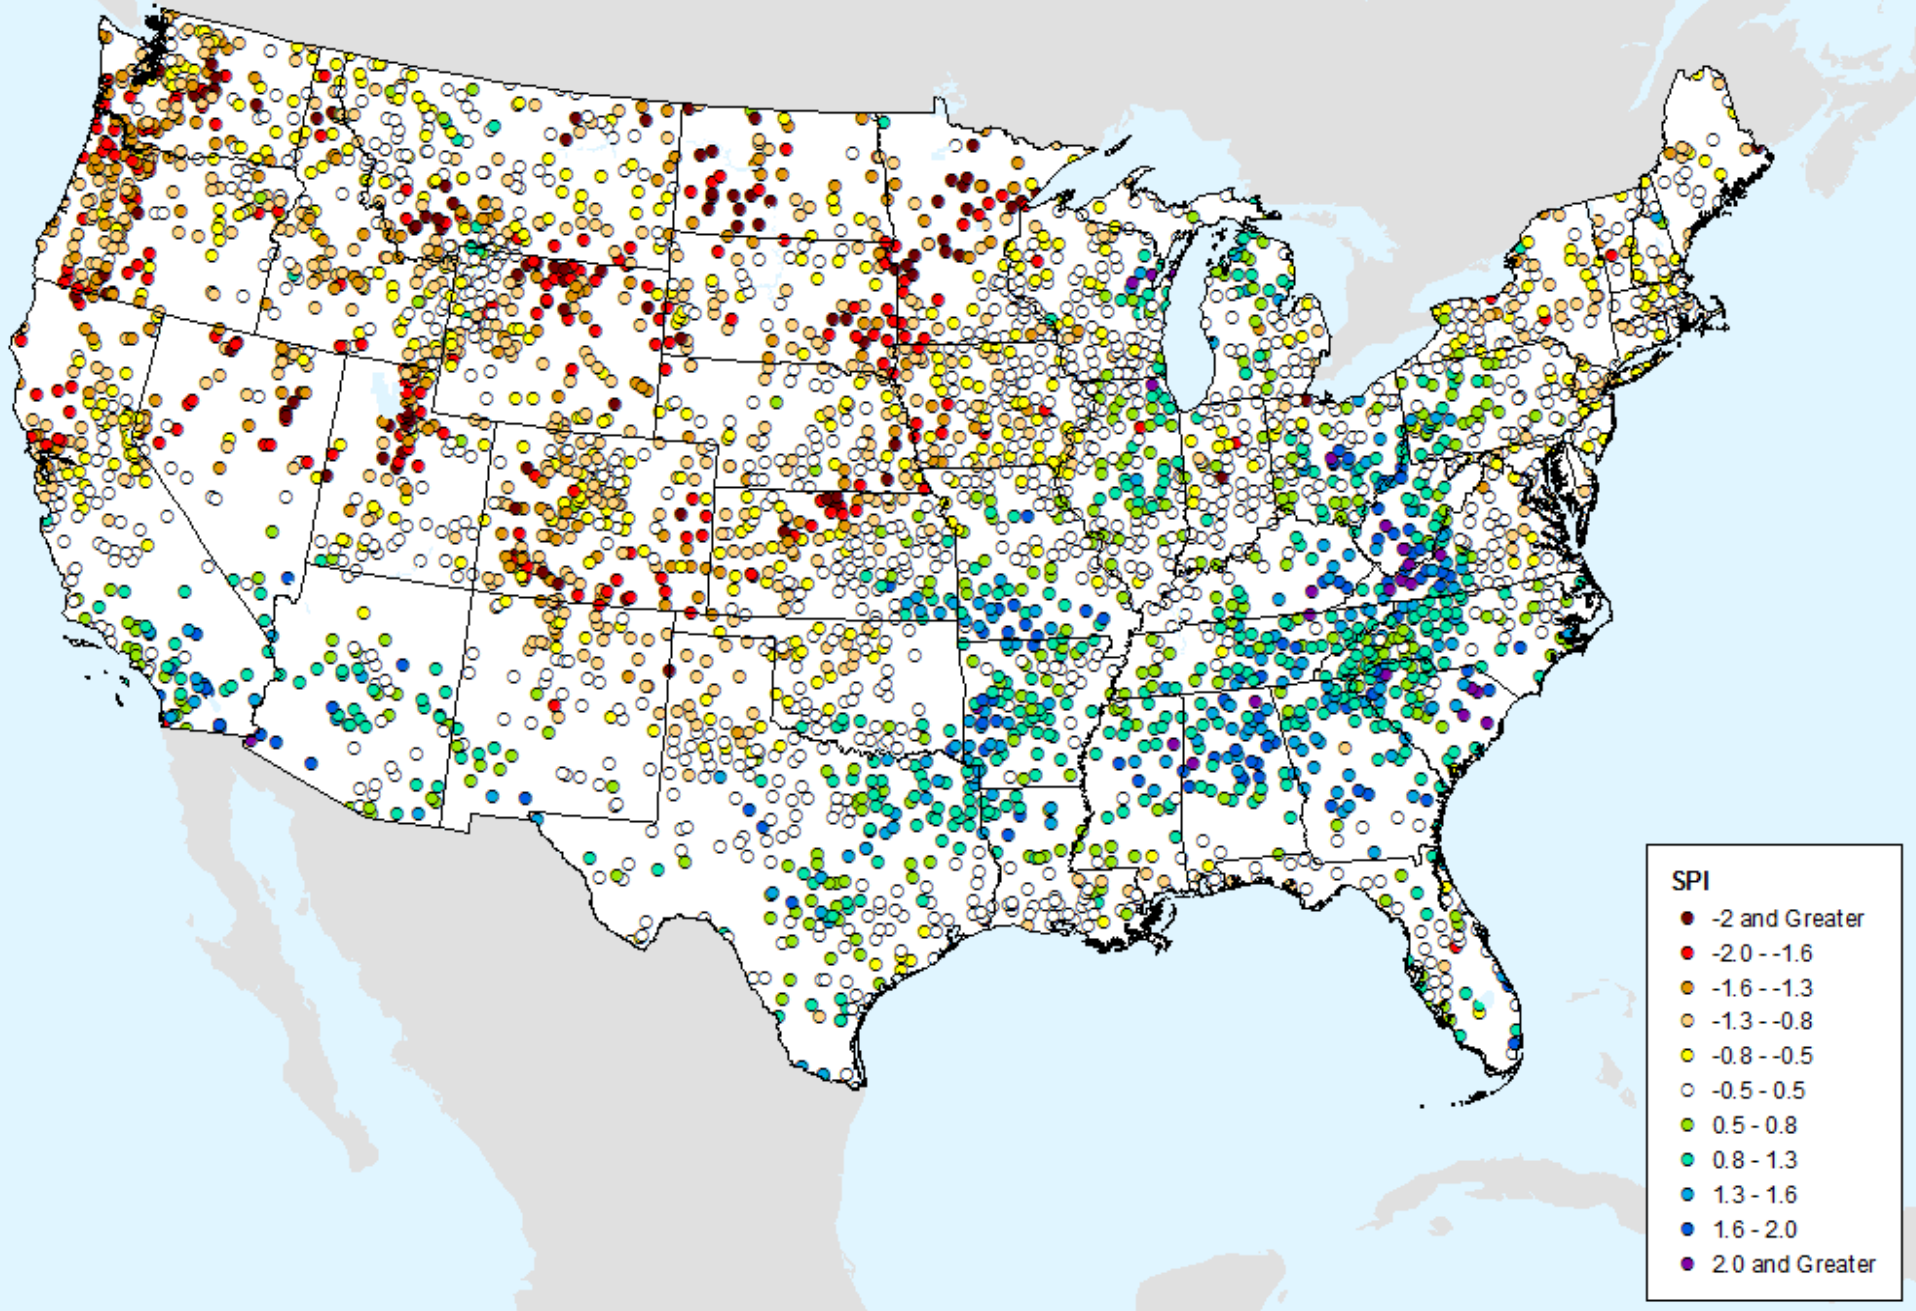 SPI
-2 and Greater
-2.0 - -1.6
-1.6 - -1.3
-1.3 - -0.8
-0.8 - -0.5
-0.5 - 0.5
0.5 - 0.8
0.8 - 1.3
1.3 - 1.6
1.6 - 2.0
2.0 and Greater